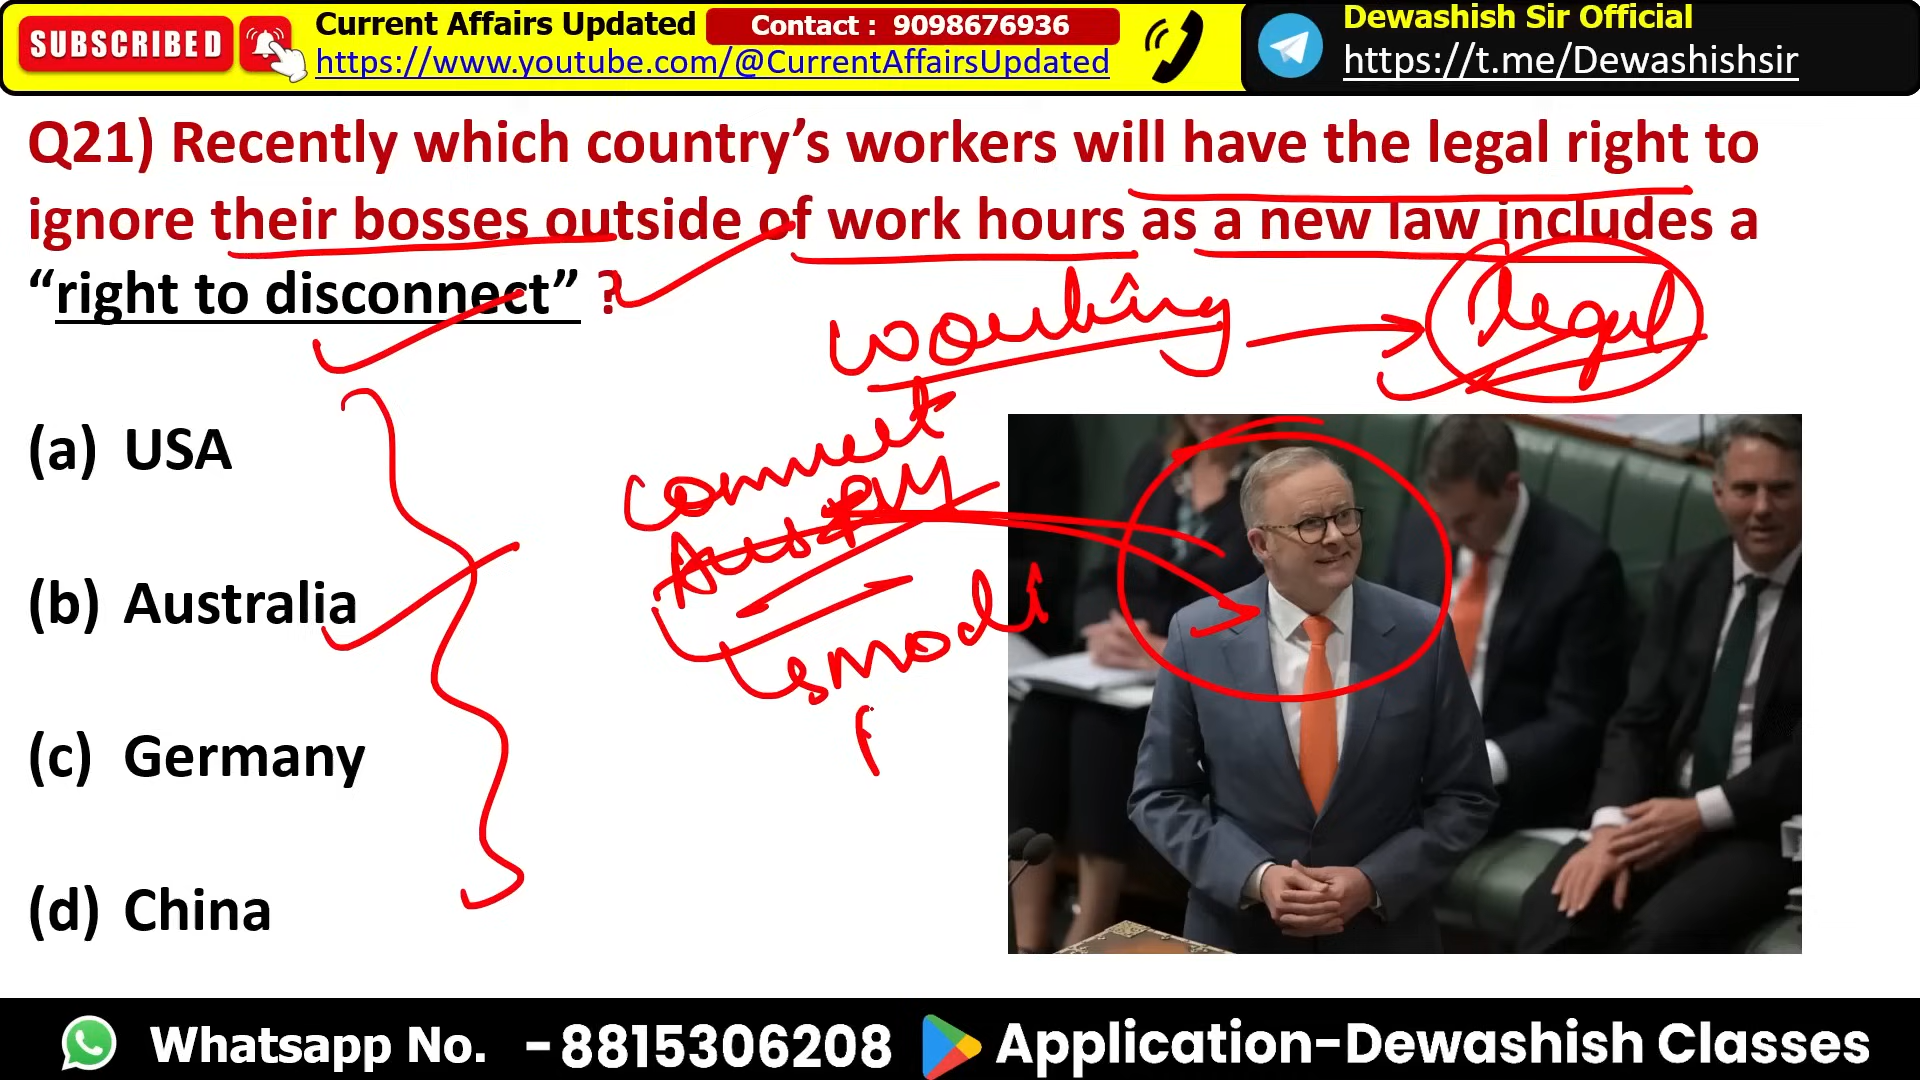 SUBSCRIBED
Current Affairs Updated
Contact : 9098676936
https://www.youtube.com/@CurrentAffairsUpdated
Dewashish Sir Official
https://t.me/Dewashishsir
Q21) Recently which country’s workers will have the legal right to
ignore their bosses outside of work hours as a new law includes a
“right to disconnect” ?
working
legal
(a) USA
connect
(b) Australia
modi
(c) Germany
(d) China
Whatsapp No. - 8815306208
Application-Dewashish Classes